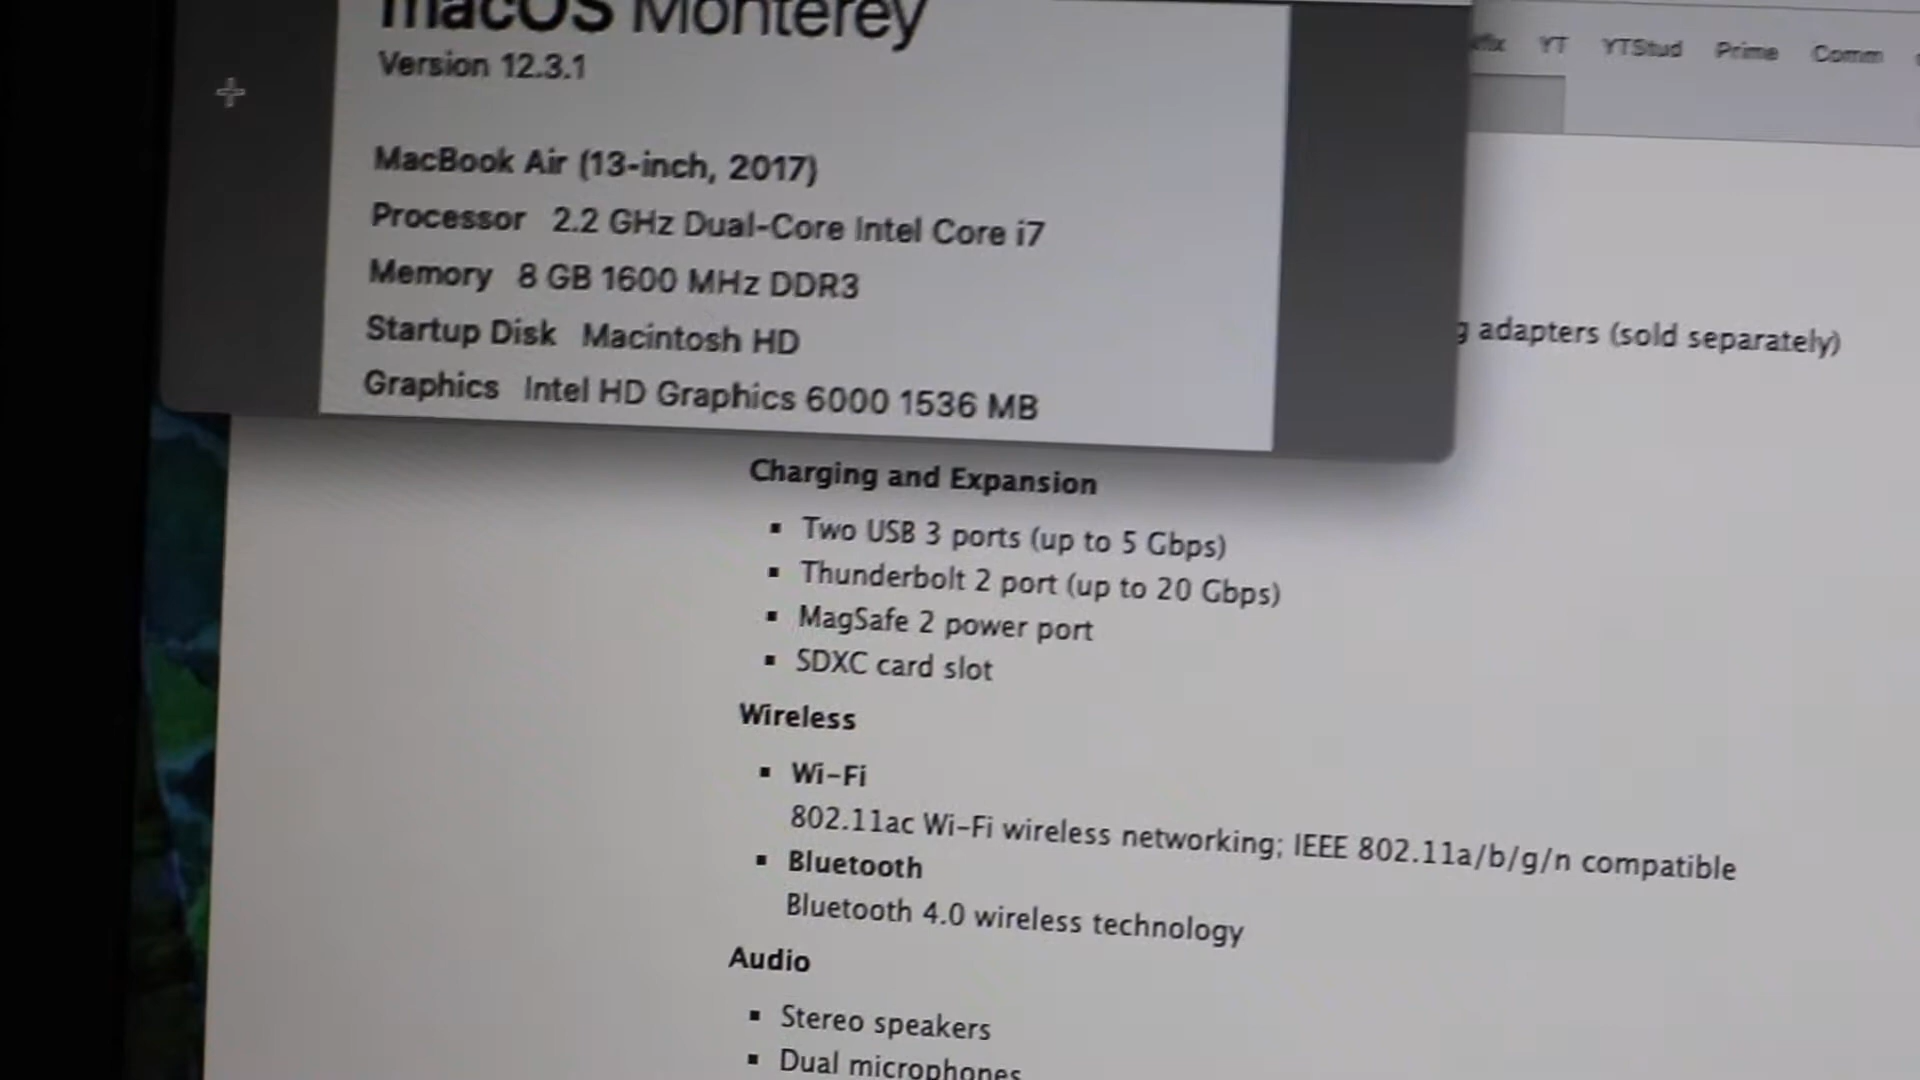 macOS Monterey
Version 12.3.1
YT YTStud Prime Comm
MacBook Air (13-inch, 2017)
Processor 2.2 GHz Dual-Core Intel Core i7
Memory 8 GB 1600 MHz DDR3
Startup Disk Macintosh HD
Graphics Intel HD Graphics 6000 1536 MB
adapters (sold separately)
Charging and Expansion
▪ Two USB 3 ports (up to 5 Gbps)
▪ Thunderbolt 2 port (up to 20 Gbps)
▪ MagSafe 2 power port
▪ SDXC card slot
Wireless
▪ Wi-Fi
802.11ac Wi-Fi wireless networking; IEEE 802.11a/b/g/n compatible
▪ Bluetooth
Bluetooth 4.0 wireless technology
Audio
▪ Stereo speakers
▪ Dual microphones